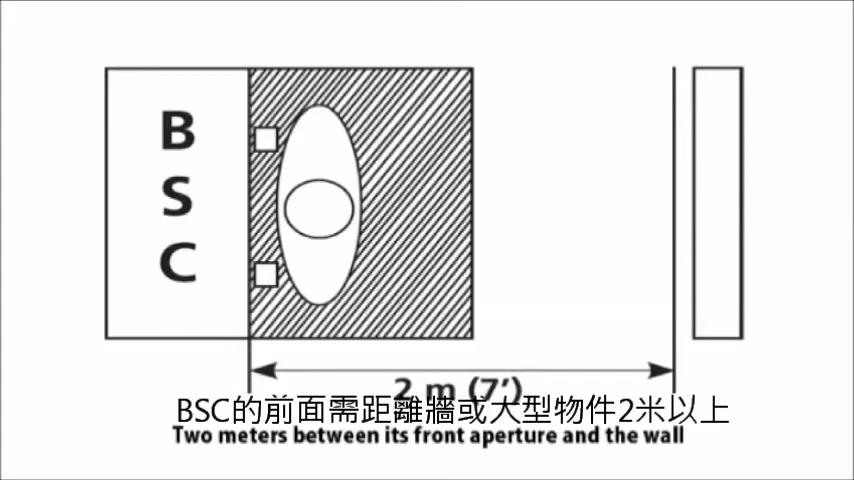 B
S
C
2 m (7’)
BSC的前面需距離牆或大型物件2米以上
Two meters between its front aperture and the wall